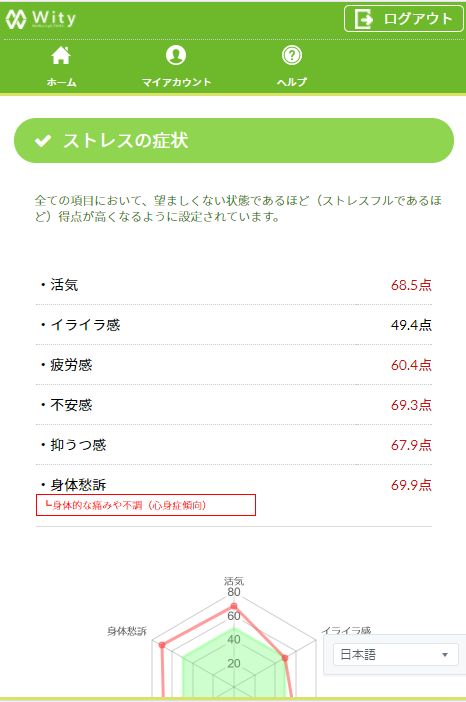 Wity
ログアウト
ホーム
マイアカウント
ヘルプ
ストレスの症状
全ての項目において、望ましくない状態であるほど（ストレスフルであるほ
ど）得点が高くなるように設定されています。
・活気 68.5点
・イライラ感 49.4点
・疲労感 60.4点
・不安感 69.3点
・抑うつ感 67.9点
・身体愁訴 69.9点
┗身体的な痛みや不調（心身症傾向）
活気
80
60
40
20
身体愁訴
イライラ感
日本語